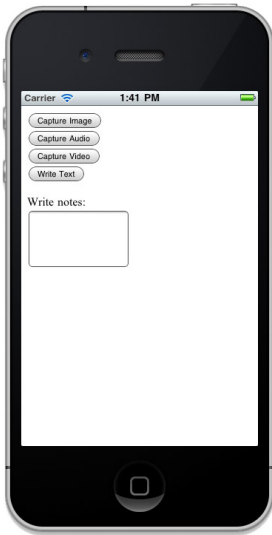 Carrier 1:41 PM
Capture Image
Capture Audio
Capture Video
Write Text
Write notes: